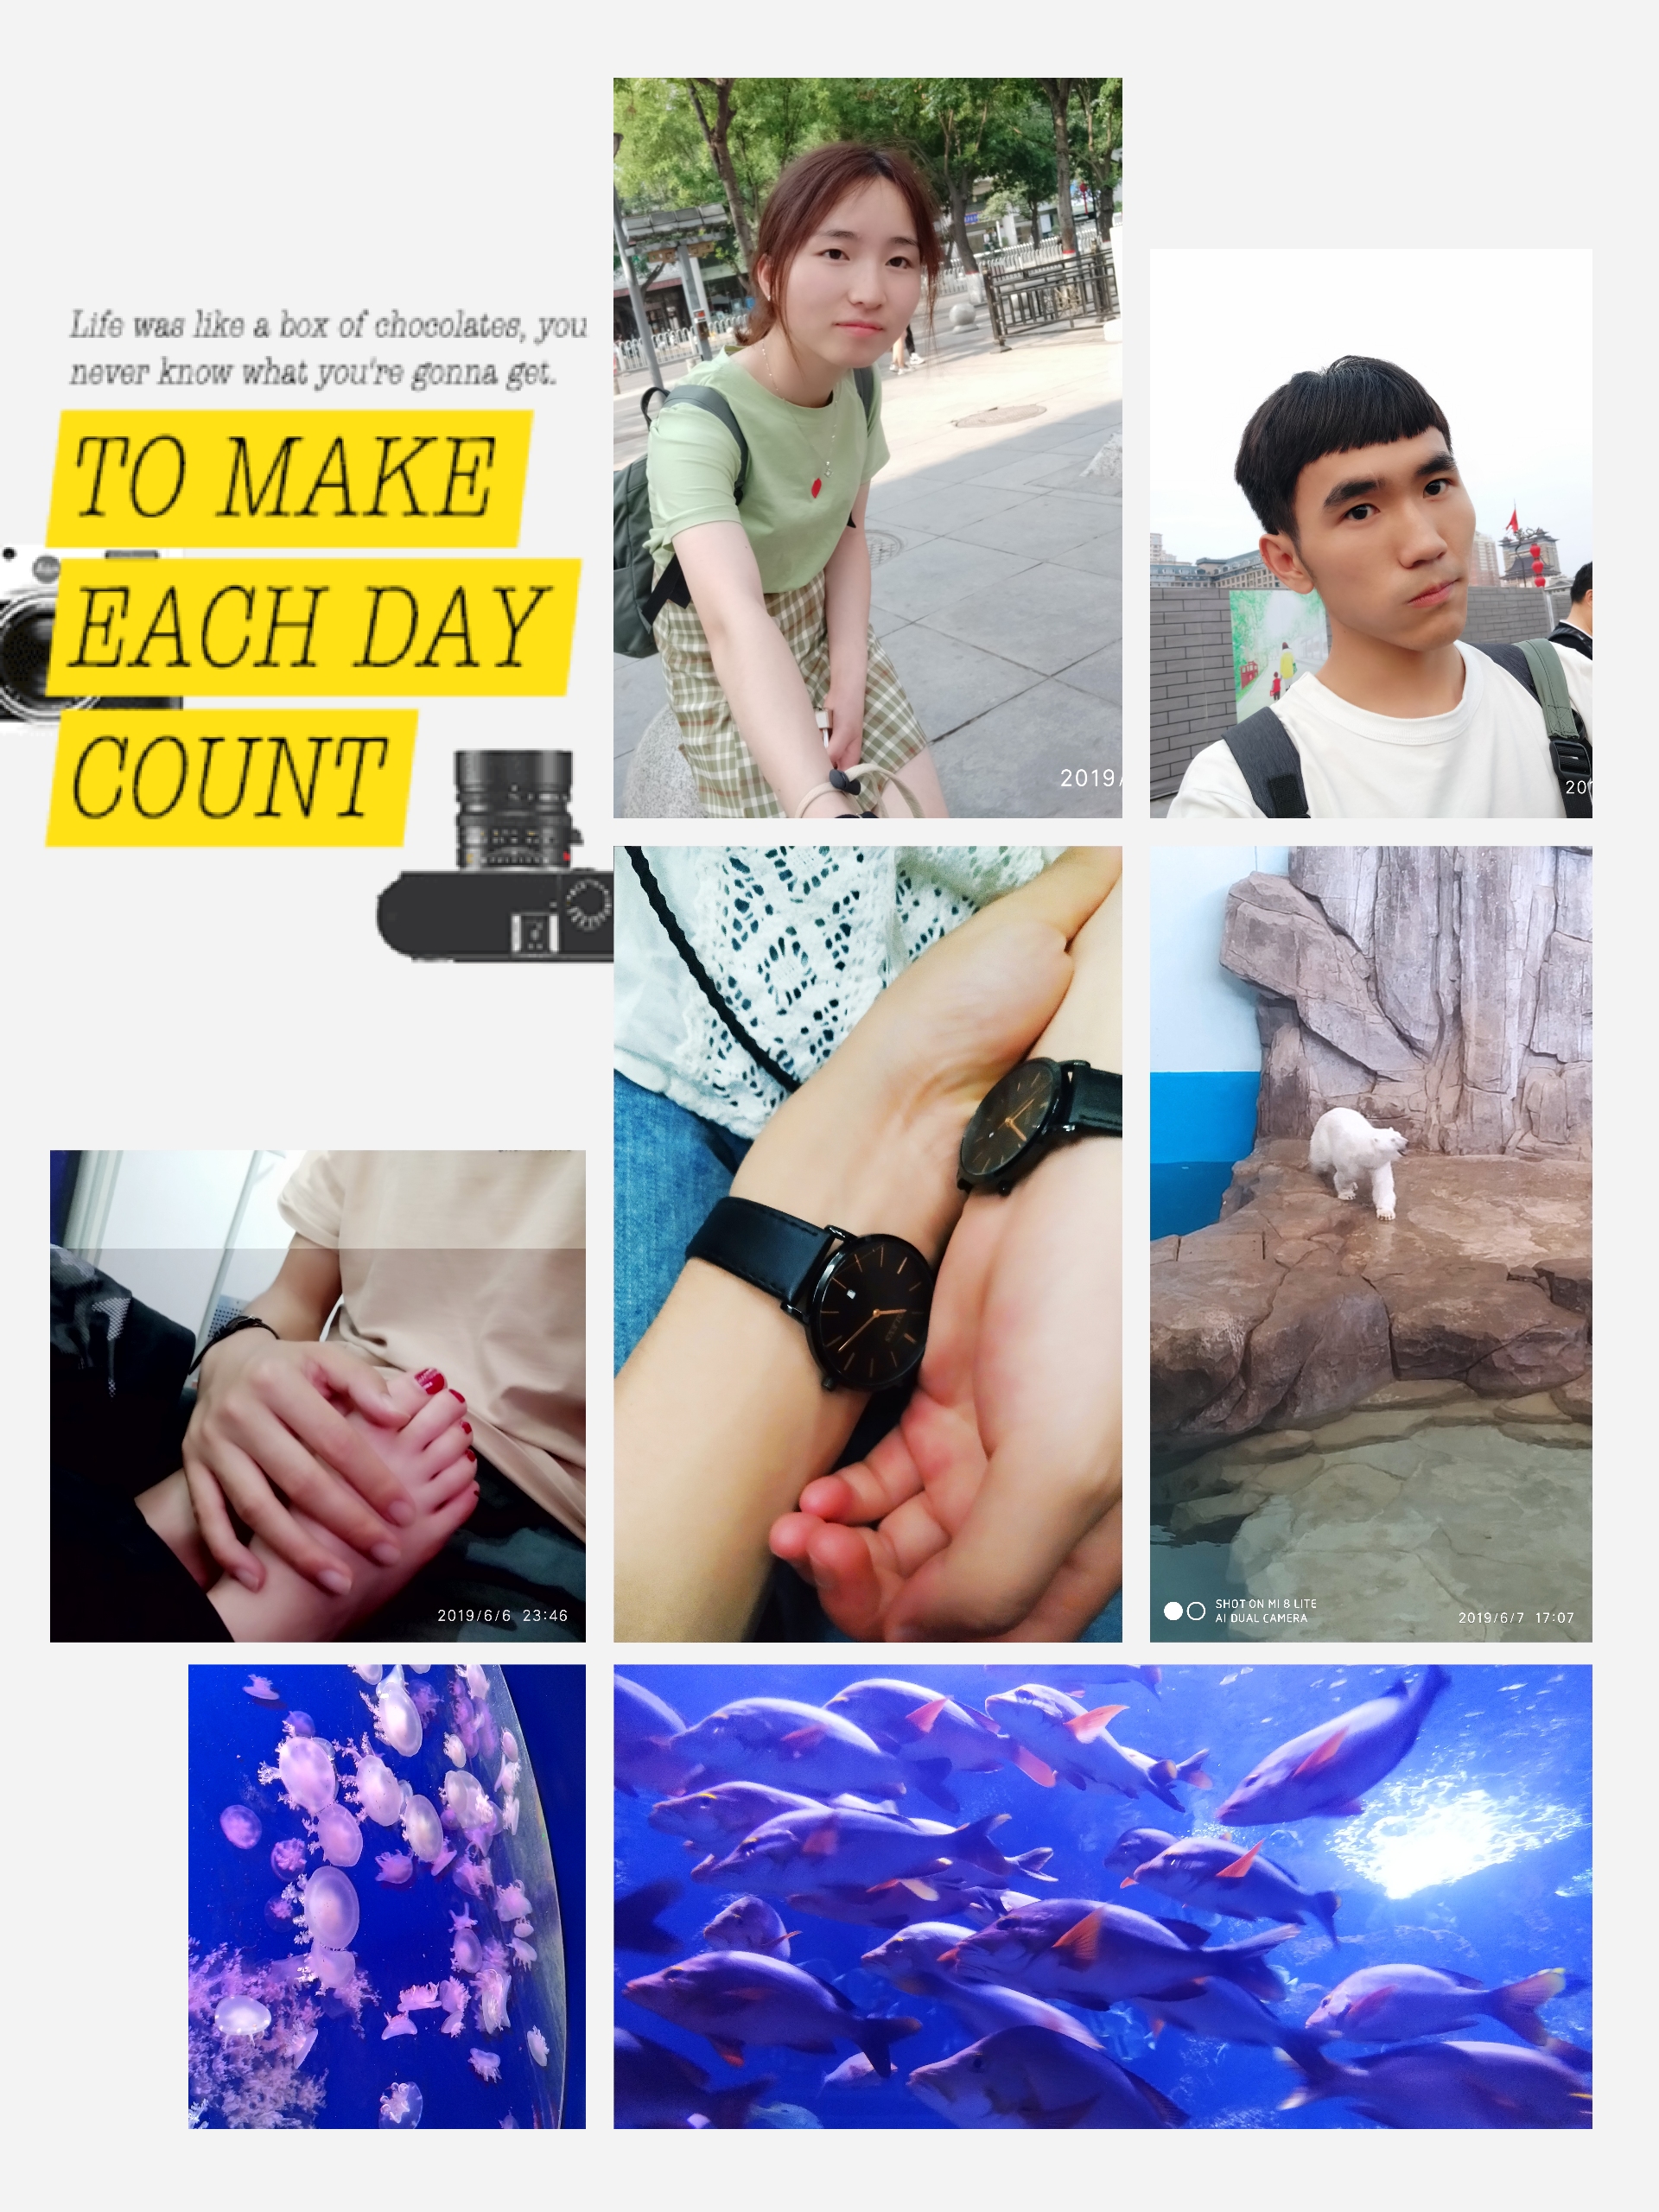 Life was like a box of chocolates, you
never know what you're gonna get.
TO MAKE
EACH DAY
COUNT
2019/
20
2019/6/6 23:46
SHOT ON MI 8 LITE
AI DUAL CAMERA
2019/6/7 17:07